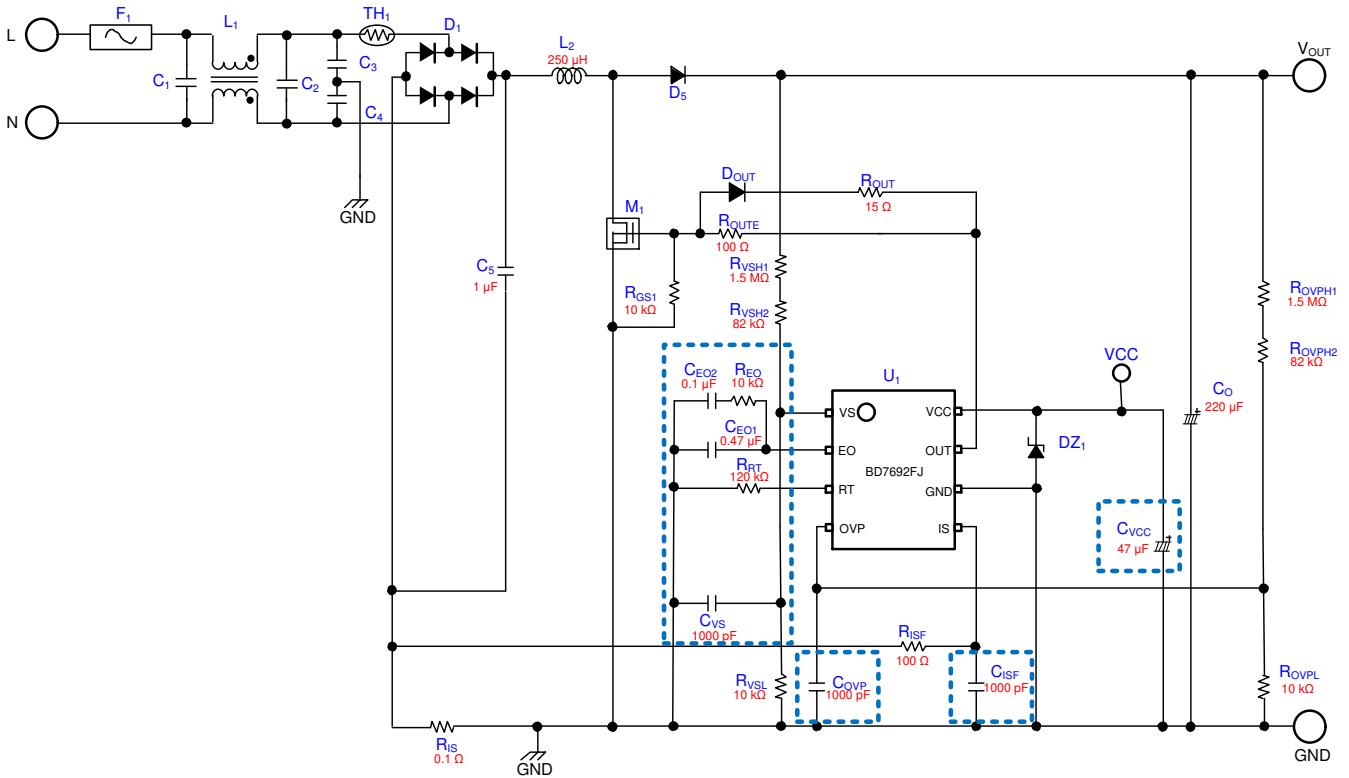 F1
L1
TH1
D1
L2
250 µH
VOUT
L
C1
C2
C3
D5
N
C4
GND
DOUT
ROUT
15 Ω
M1
ROUTE
100 Ω
C5
1 µF
RVSH1
1.5 MΩ
RGS1
10 kΩ
RVSH2
82 kΩ
ROVPH1
1.5 MΩ
ROVPH2
82 kΩ
CEO2
0.1 µF
REO
10 kΩ
U1
VCC
CO
220 µF
VS
VCC
CEO1
0.47 µF
EO
OUT
DZ1
RRT
120 kΩ
BD7692FJ
RT
GND
OVP
IS
CVCC
47 µF
CVS
1000 pF
RISF
100 Ω
RVSL
10 kΩ
COVP
1000 pF
CISF
1000 pF
ROVPL
10 kΩ
RIS
0.1 Ω
GND
GND